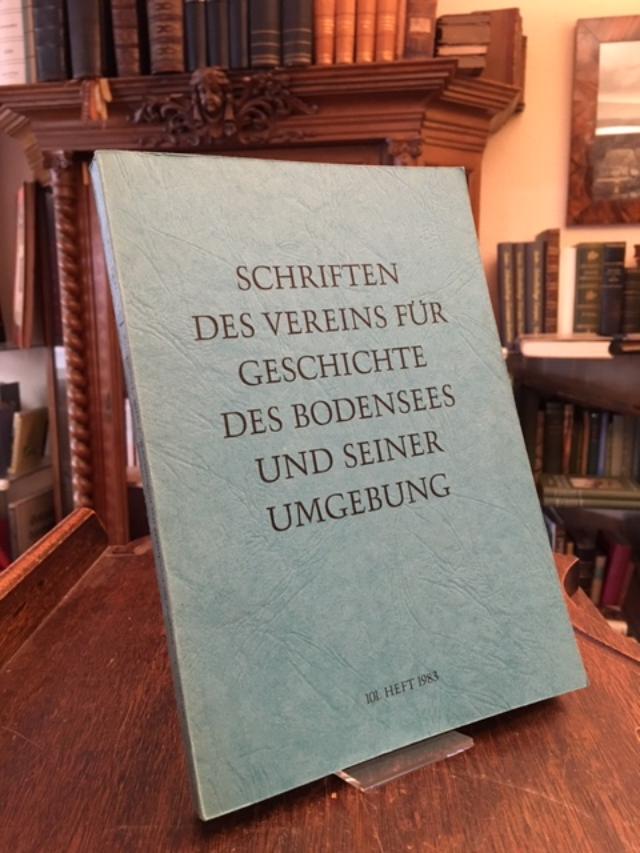 SCHRIFTEN
DES VEREINS FÜR
GESCHICHTE
DES BODENSEES
UND SEINER
UMGEBUNG
101. HEFT 1983